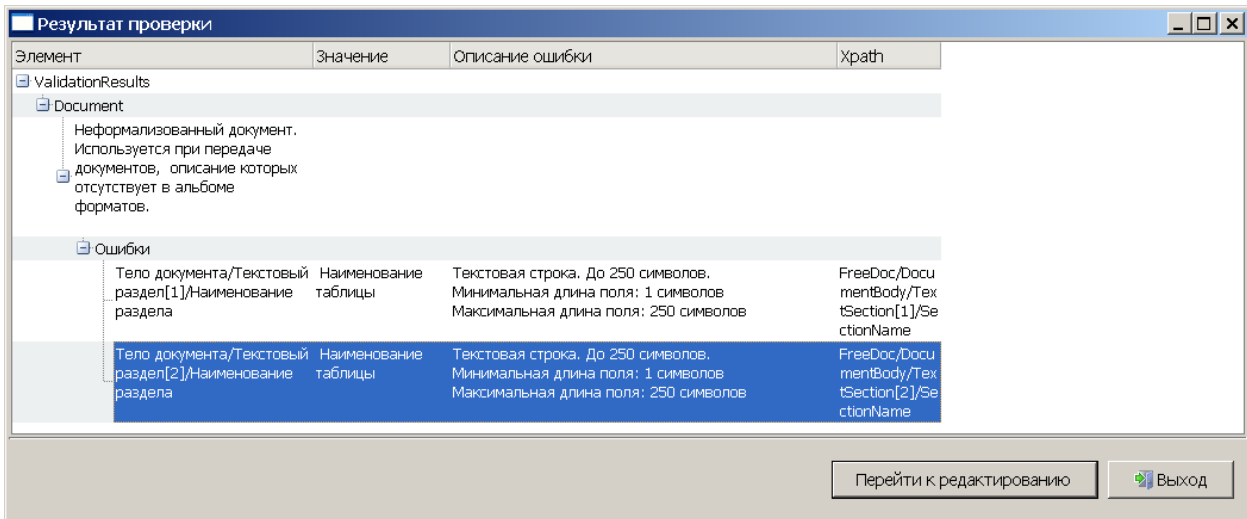 Результат проверки
Элемент Значение Описание ошибки Xpath
ValidationResults
Document
Неформализованный документ.
Используется при передаче
документов, описание которых
отсутствует в альбоме
форматов.
Ошибки
Тело документа/Текстовый Наименование Текстовая строка. До 250 символов. FreeDoc/Docu
раздел[1]/Наименование таблицы Минимальная длина поля: 1 символов mentBody/Tex
раздела Максимальная длина поля: 250 символов tSection[1]/Se
ctionName
Тело документа/Текстовый Наименование Текстовая строка. До 250 символов. FreeDoc/Docu
раздел[2]/Наименование таблицы Минимальная длина поля: 1 символов mentBody/Tex
раздела Максимальная длина поля: 250 символов tSection[2]/Se
ctionName
Перейти к редактированию Выход